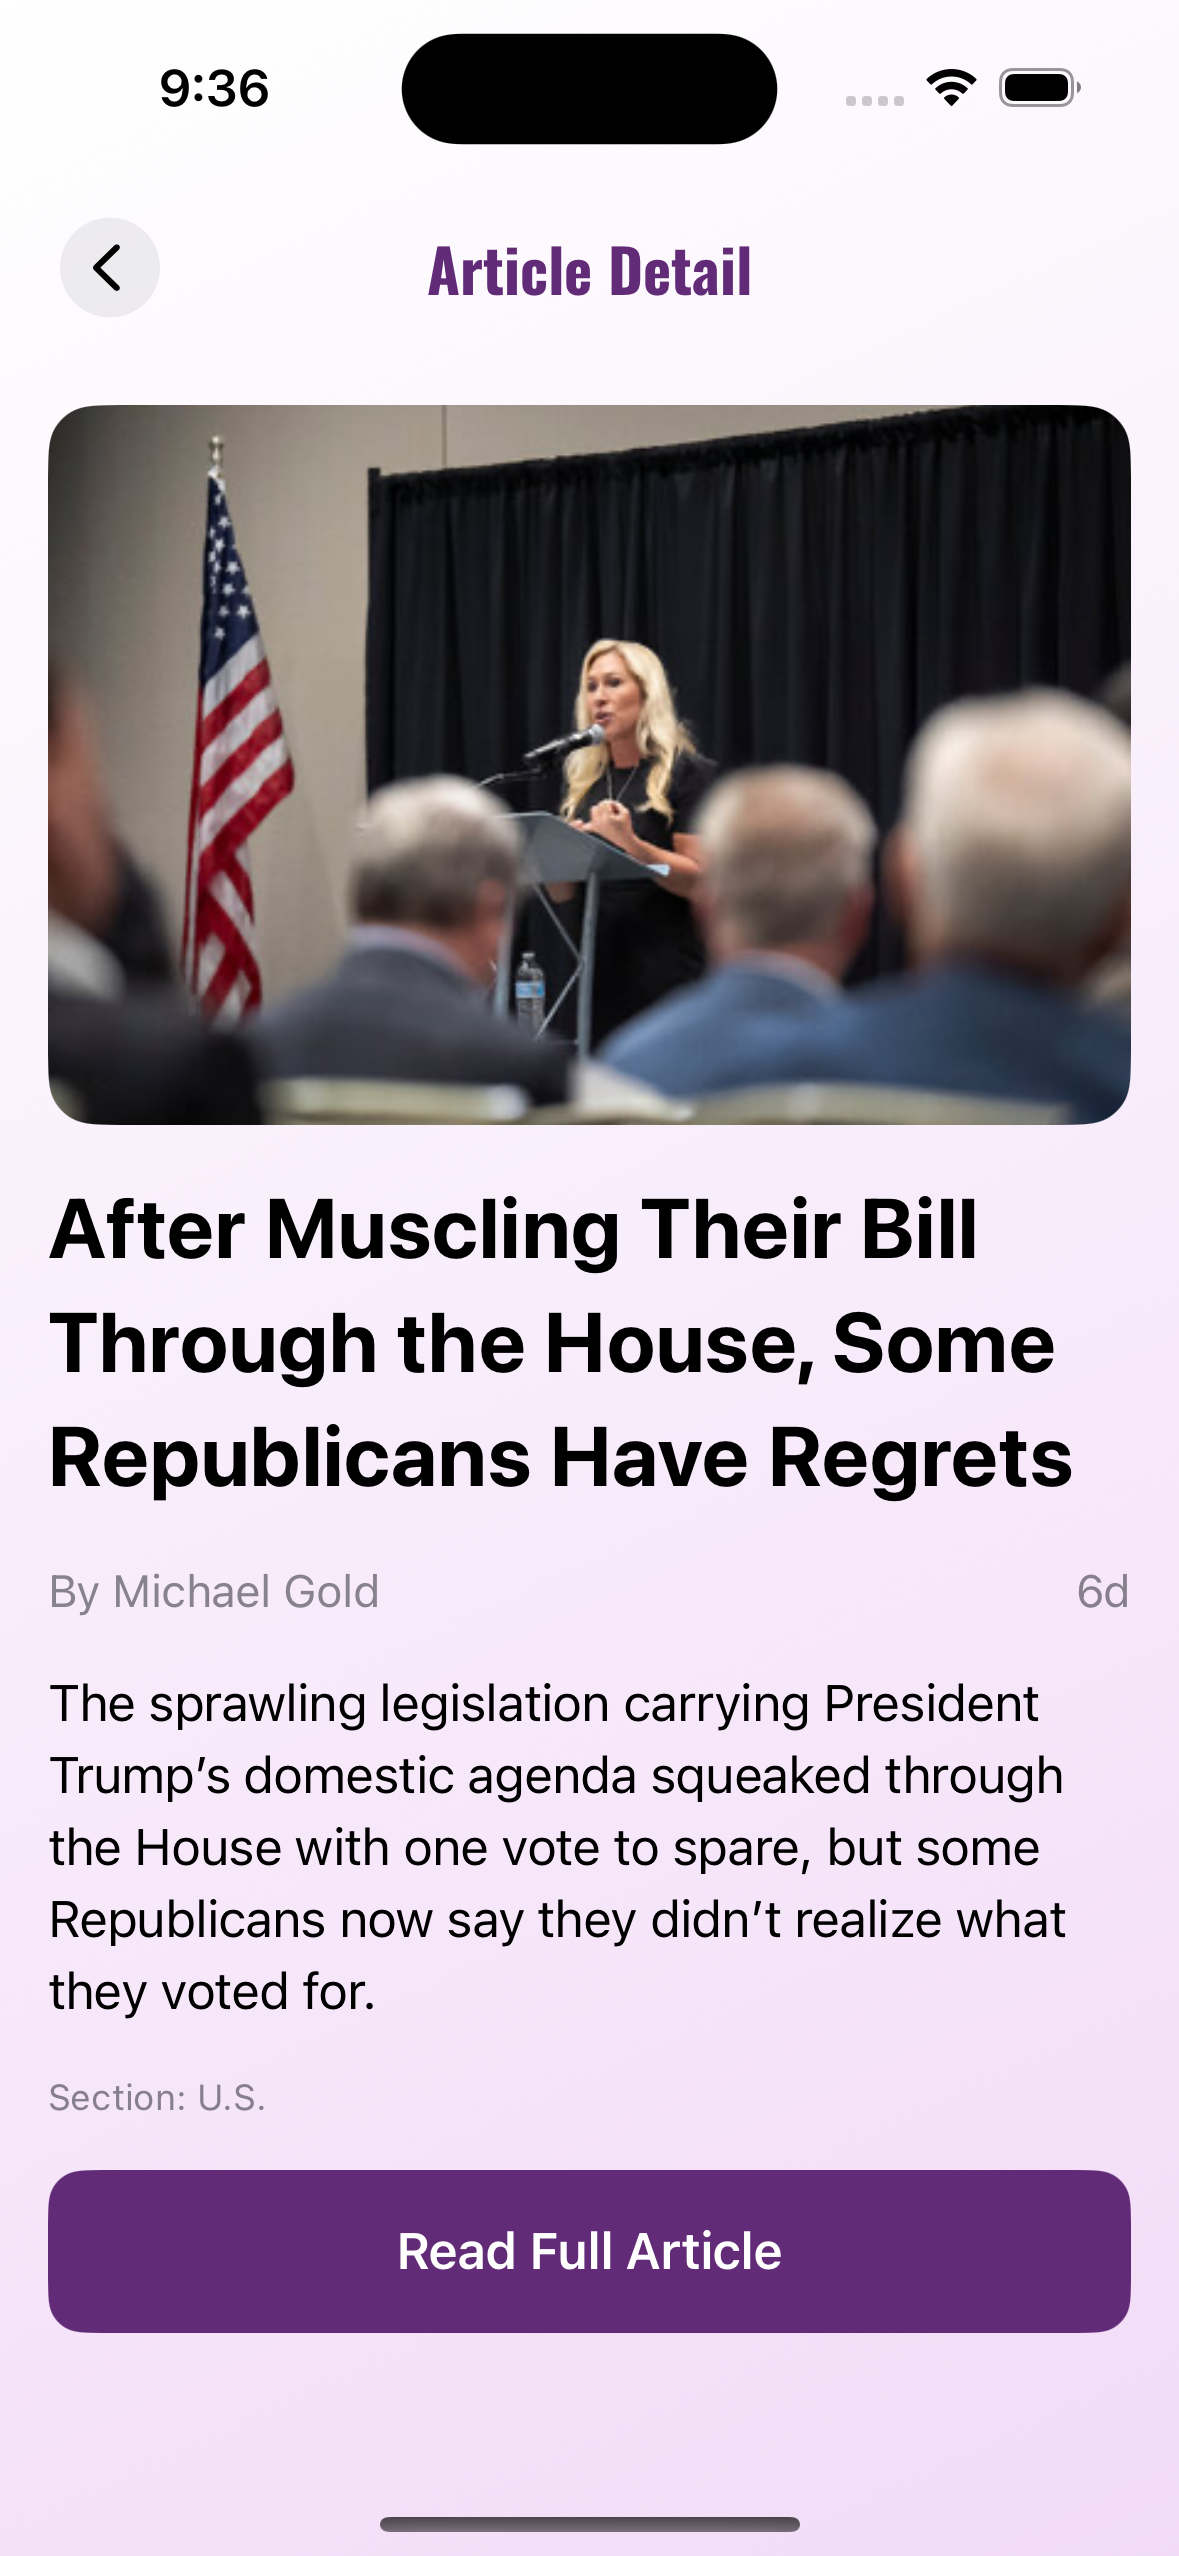 9:36
Article Detail
After Muscling Their Bill
Through the House, Some
Republicans Have Regrets
By Michael Gold
6d
The sprawling legislation carrying President
Trump’s domestic agenda squeaked through
the House with one vote to spare, but some
Republicans now say they didn’t realize what
they voted for.
Section: U.S.
Read Full Article